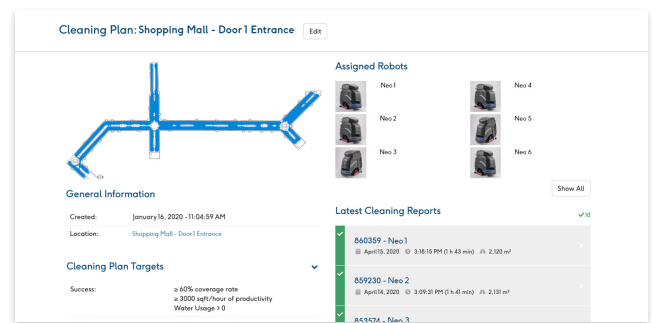 Cleaning Plan: Shopping Mall - Door 1 Entrance
Edit
Assigned Robots
Neo 1
Neo 4
Neo 2
Neo 5
Neo 3
Neo 6
Show All
General Information
Created: January 16, 2020 - 11:04:59 AM
Location: Shopping Mall - Door 1 Entrance
Cleaning Plan Targets
Success: ≥ 60% coverage rate
≥ 3000 sqft/hour of productivity
Water Usage > 0
Latest Cleaning Reports
10
860359 - Neo 1
April 15, 2020 3:18:15 PM (1 h 43 min) 2,120 m²
859230 - Neo 2
April 14, 2020 3:09:31 PM (1 h 41 min) 2,131 m²
853574 - Neo 3